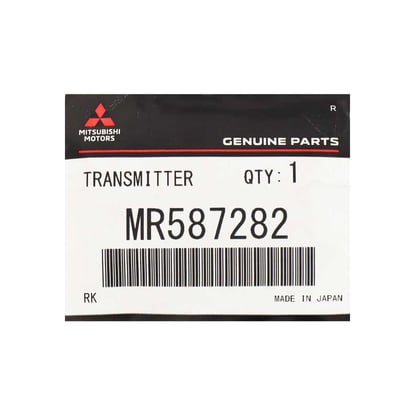 R
MITSUBISHI
MOTORS
GENUINE PARTS
TRANSMITTER QTY: 1
MR587282
RK MADE IN JAPAN